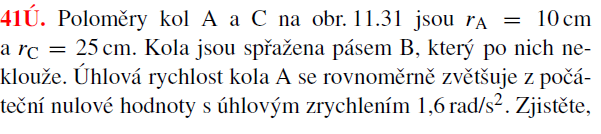 41Ú. Poloměry kol A a C na obr. 11.31 jsou rA = 10 cm
a rC = 25 cm. Kola jsou spřažena pásem B, který po nich ne-
klouže. Úhlová rychlost kola A se rovnoměrně zvětšuje z počá-
teční nulové hodnoty s úhlovým zrychlením 1,6 rad/s². Zjistěte,